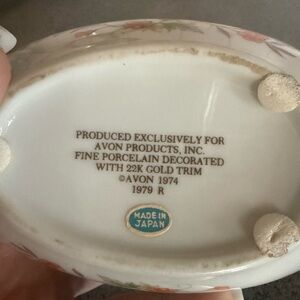 PRODUCED EXCLUSIVELY FOR
AVON PRODUCTS, INC.
FINE PORCELAIN DECORATED
WITH 22K GOLD TRIM
©AVON 1974
1979 R
MADE IN
JAPAN